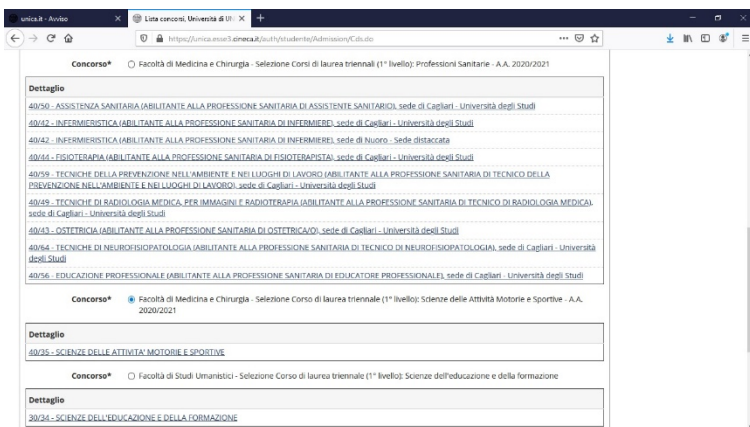 unica.it - Avviso
Lista concorsi, Università di UNI
https://unica.esse3.cineca.it/auth/studente/Admission/Cds.do
Concorso* Facoltà di Medicina e Chirurgia - Selezione Corsi di laurea triennali (1° livello): Professioni Sanitarie - A.A. 2020/2021
Dettaglio
40/50 - ASSISTENZA SANITARIA (ABILITANTE ALLA PROFESSIONE SANITARIA DI ASSISTENTE SANITARIO), sede di Cagliari - Università degli Studi
40/42 - INFERMIERISTICA (ABILITANTE ALLA PROFESSIONE SANITARIA DI INFERMIERE), sede di Cagliari - Università degli Studi
40/42 - INFERMIERISTICA (ABILITANTE ALLA PROFESSIONE SANITARIA DI INFERMIERE), sede di Nuoro - Sede distaccata
40/44 - FISIOTERAPIA (ABILITANTE ALLA PROFESSIONE SANITARIA DI FISIOTERAPISTA), sede di Cagliari - Università degli Studi
40/59 - TECNICHE DELLA PREVENZIONE NELL'AMBIENTE E NEI LUOGHI DI LAVORO (ABILITANTE ALLA PROFESSIONE SANITARIA DI TECNICO DELLA
PREVENZIONE NELL'AMBIENTE E NEI LUOGHI DI LAVORO), sede di Cagliari - Università degli Studi
40/49 - TECNICHE DI RADIOLOGIA MEDICA, PER IMMAGINI E RADIOTERAPIA (ABILITANTE ALLA PROFESSIONE SANITARIA DI TECNICO DI RADIOLOGIA MEDICA),
sede di Cagliari - Università degli Studi
40/43 - OSTETRICIA (ABILITANTE ALLA PROFESSIONE SANITARIA DI OSTETRICA/O), sede di Cagliari - Università degli Studi
40/64 - TECNICHE DI NEUROFISIOPATOLOGIA (ABILITANTE ALLA PROFESSIONE SANITARIA DI TECNICO DI NEUROFISIOPATOLOGIA), sede di Cagliari - Università
degli Studi
40/56 - EDUCAZIONE PROFESSIONALE (ABILITANTE ALLA PROFESSIONE SANITARIA DI EDUCATORE PROFESSIONALE), sede di Cagliari - Università degli Studi
Concorso* Facoltà di Medicina e Chirurgia - Selezione Corso di laurea triennale (1° livello): Scienze delle Attività Motorie e Sportive - A.A.
2020/2021
Dettaglio
40/35 - SCIENZE DELLE ATTIVITA' MOTORIE E SPORTIVE
Concorso* Facoltà di Studi Umanistici - Selezione Corso di laurea triennale (1° livello): Scienze dell'educazione e della formazione
Dettaglio
30/34 - SCIENZE DELL'EDUCAZIONE E DELLA FORMAZIONE